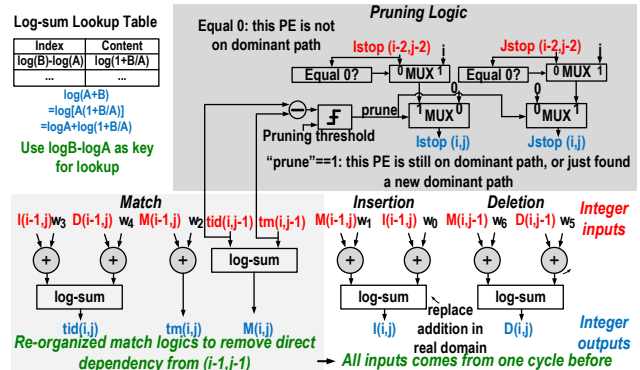 Log-sum Lookup Table
Index Content
log(B)-log(A) log(1+B/A)
... ...
log(A+B)
=log[A(1+B/A)]
=logA+log(1+B/A)
Use logB-logA as key
for lookup
Pruning Logic
Equal 0: this PE is not
on dominant path
Istop (i-2,j-2) i
Equal 0? 0 MUX 1
Jstop (i-2,j-2) j
Equal 0? 0 MUX 1
Pruning threshold
prune
1 MUX 0
0
Istop (i,j)
0
1 MUX 0
Jstop (i,j)
“prune”==1: this PE is still on dominant path, or just found
a new dominant path
Match
I(i-1,j) w3 D(i-1,j) w4 M(i-1,j) w2 tid(i,j-1) tm(i,j-1)
+ + + log-sum
log-sum
tid(i,j) tm(i,j) M(i,j)
Re-organized match logics to remove direct
dependency from (i-1,j-1)
Insertion
M(i-1,j) w1 I(i-1,j) w0
+ +
log-sum
I(i,j)
replace
addition in
real domain
Deletion
M(i,j-1) w6 D(i,j-1) w5
+ +
log-sum
D(i,j)
Integer
inputs
Integer
outputs
All inputs comes from one cycle before